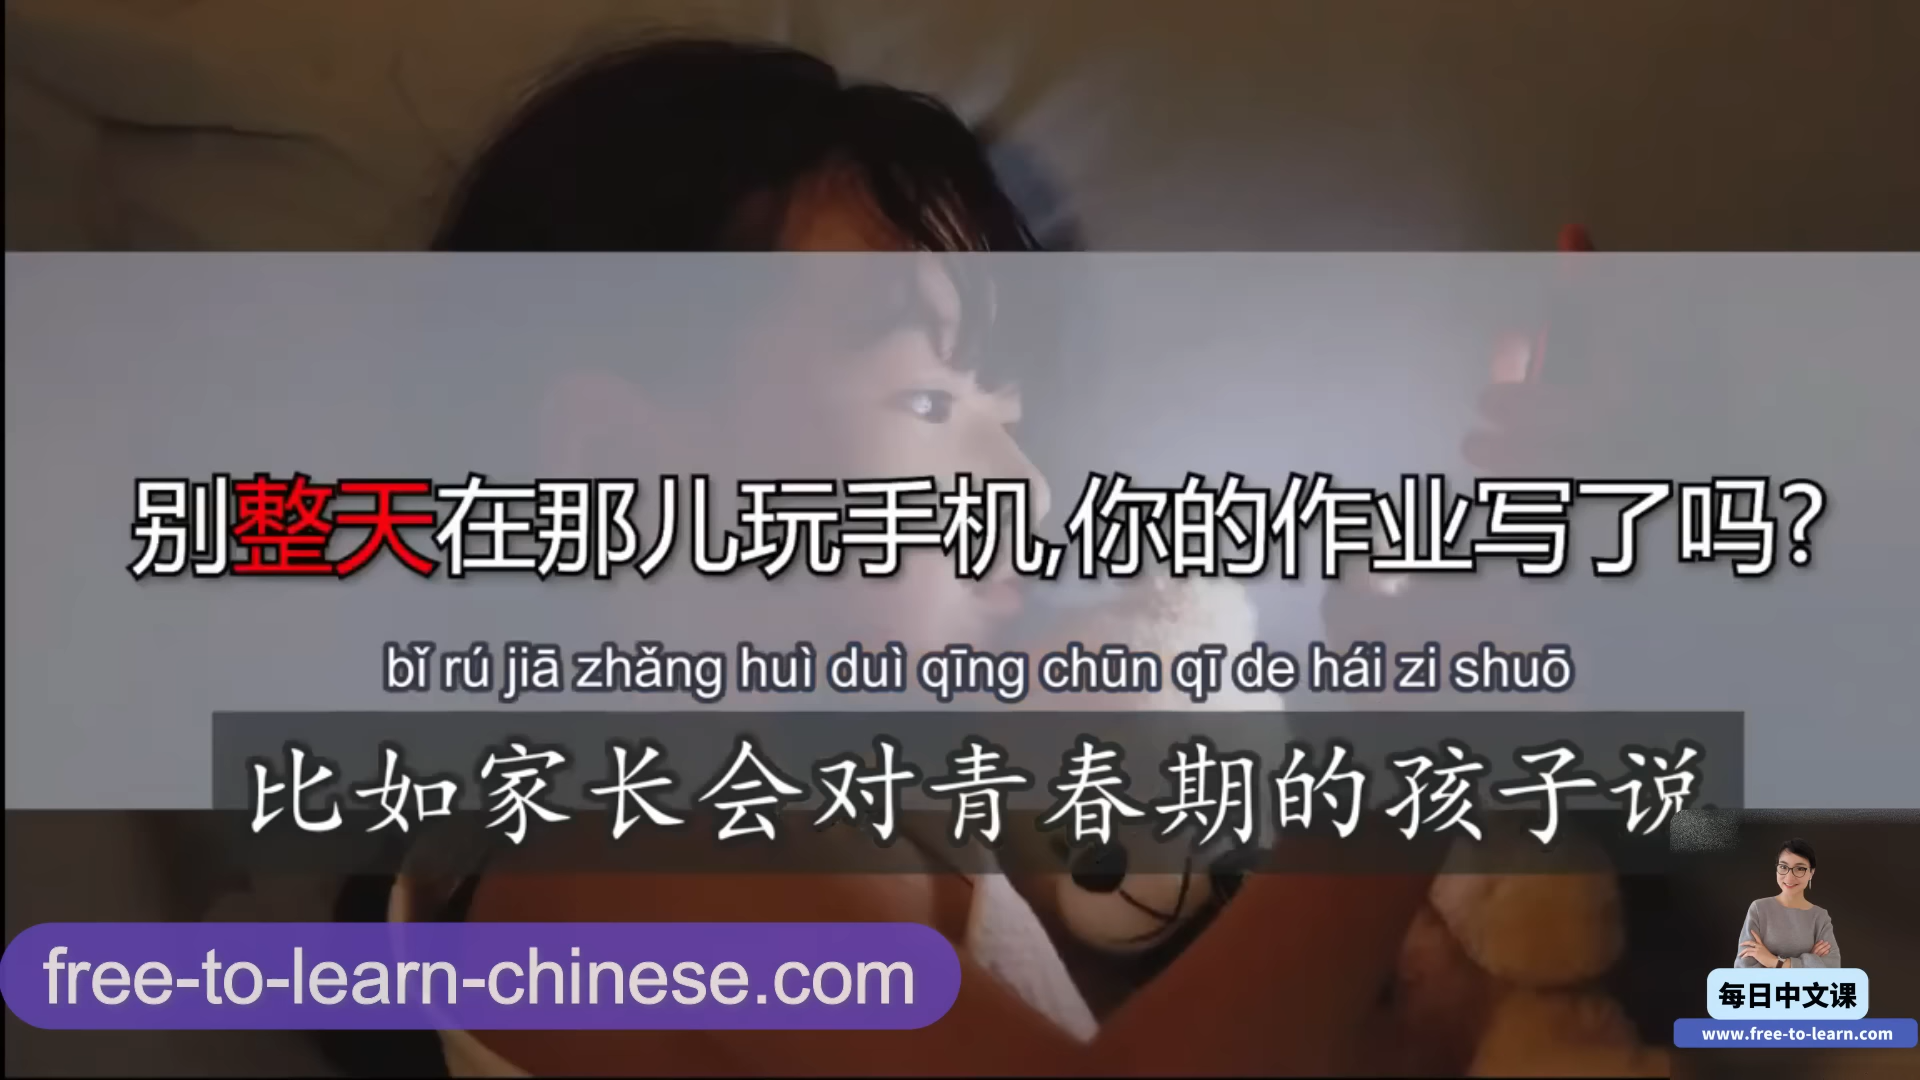 别整天在那儿玩手机,你的作业写了吗?
bǐ rú jiā zhǎng huì duì qīng chūn qī de hái zi shuō
比如家长会对青春期的孩子说
free-to-learn-chinese.com
每日中文课
www.free-to-learn.com